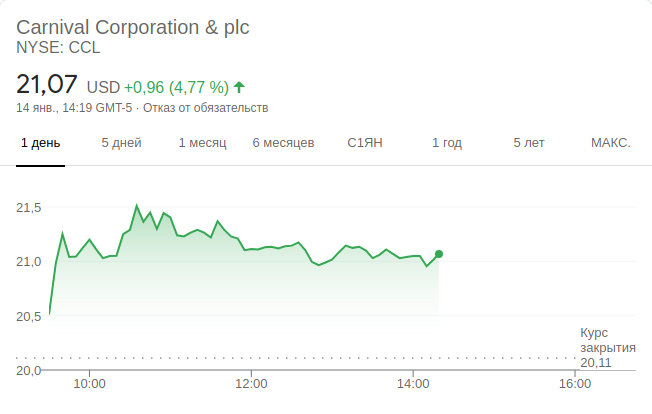 Carnival Corporation & plc
NYSE: CCL
21,07 USD +0,96 (4,77 %)
14 янв., 14:19 GMT-5 · Отказ от обязательств
1 день 5 дней 1 месяц 6 месяцев С1ЯН 1 год 5 лет МАКС.
21,5
21,0
20,5
Курс
закрытия
20,11
20,0
10:00 12:00 14:00 16:00